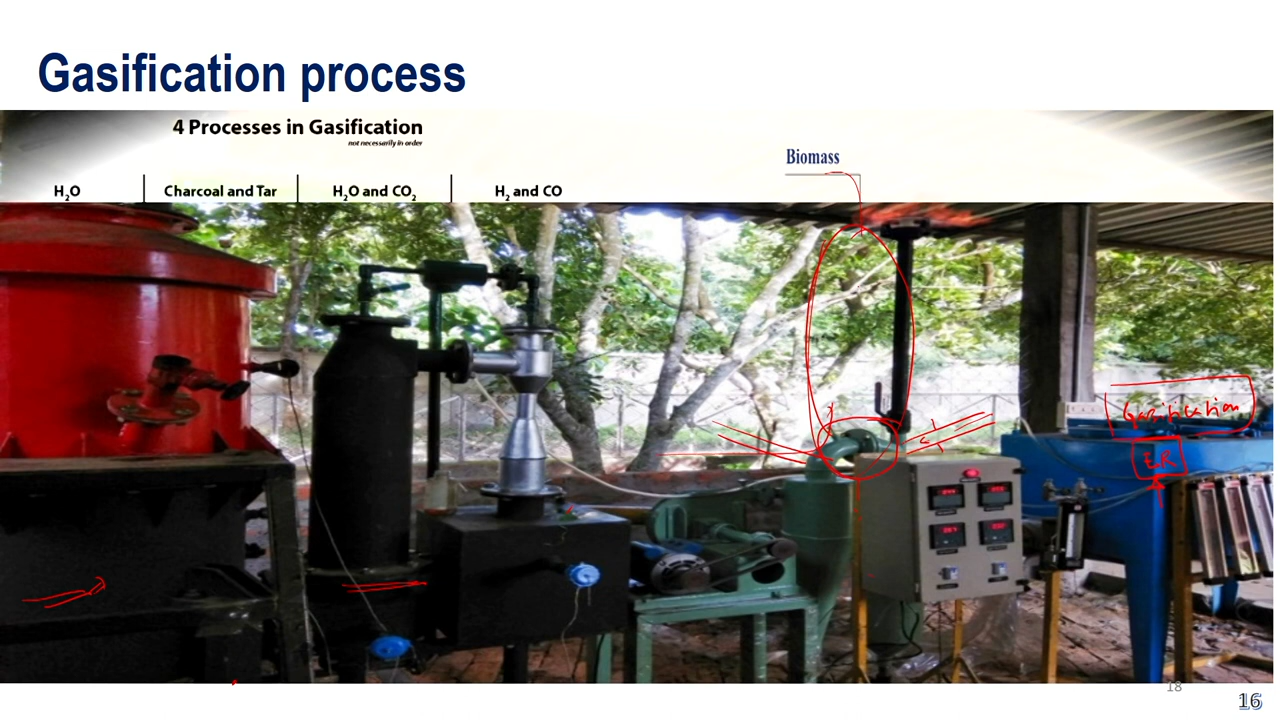 Gasification process
4 Processes in Gasification
not necessarily in order
Biomass
H₂O Charcoal and Tar H₂O and CO₂ H₂ and CO
Gasification
ER
18
16